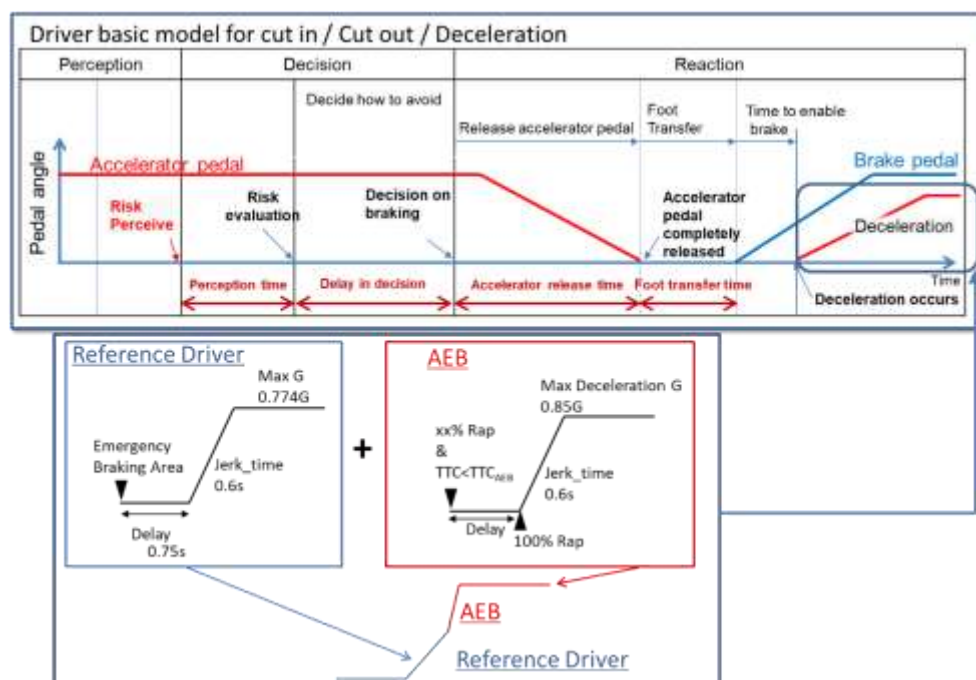 Driver basic model for cut in / Cut out / Deceleration
Perception
Decision
Reaction
Decide how to avoid
Release accelerator pedal
Foot
Transfer
Time to enable
brake
Pedal angle
Accelerator pedal
Brake pedal
Risk
Perceive
Risk
evaluation
Decision on
braking
Accelerator
pedal
completely
released
Deceleration
Time
Perception time
Delay in decision
Accelerator release time
Foot transfer time
Deceleration occurs
Reference Driver
Max G
0.774G
Emergency
Braking Area
Jerk_time
0.6s
Delay
0.75s
+
AEB
Max Deceleration G
0.85G
xx% Rap
&
TTC<TTCAEB
Jerk_time
0.6s
Delay
100% Rap
AEB
Reference Driver